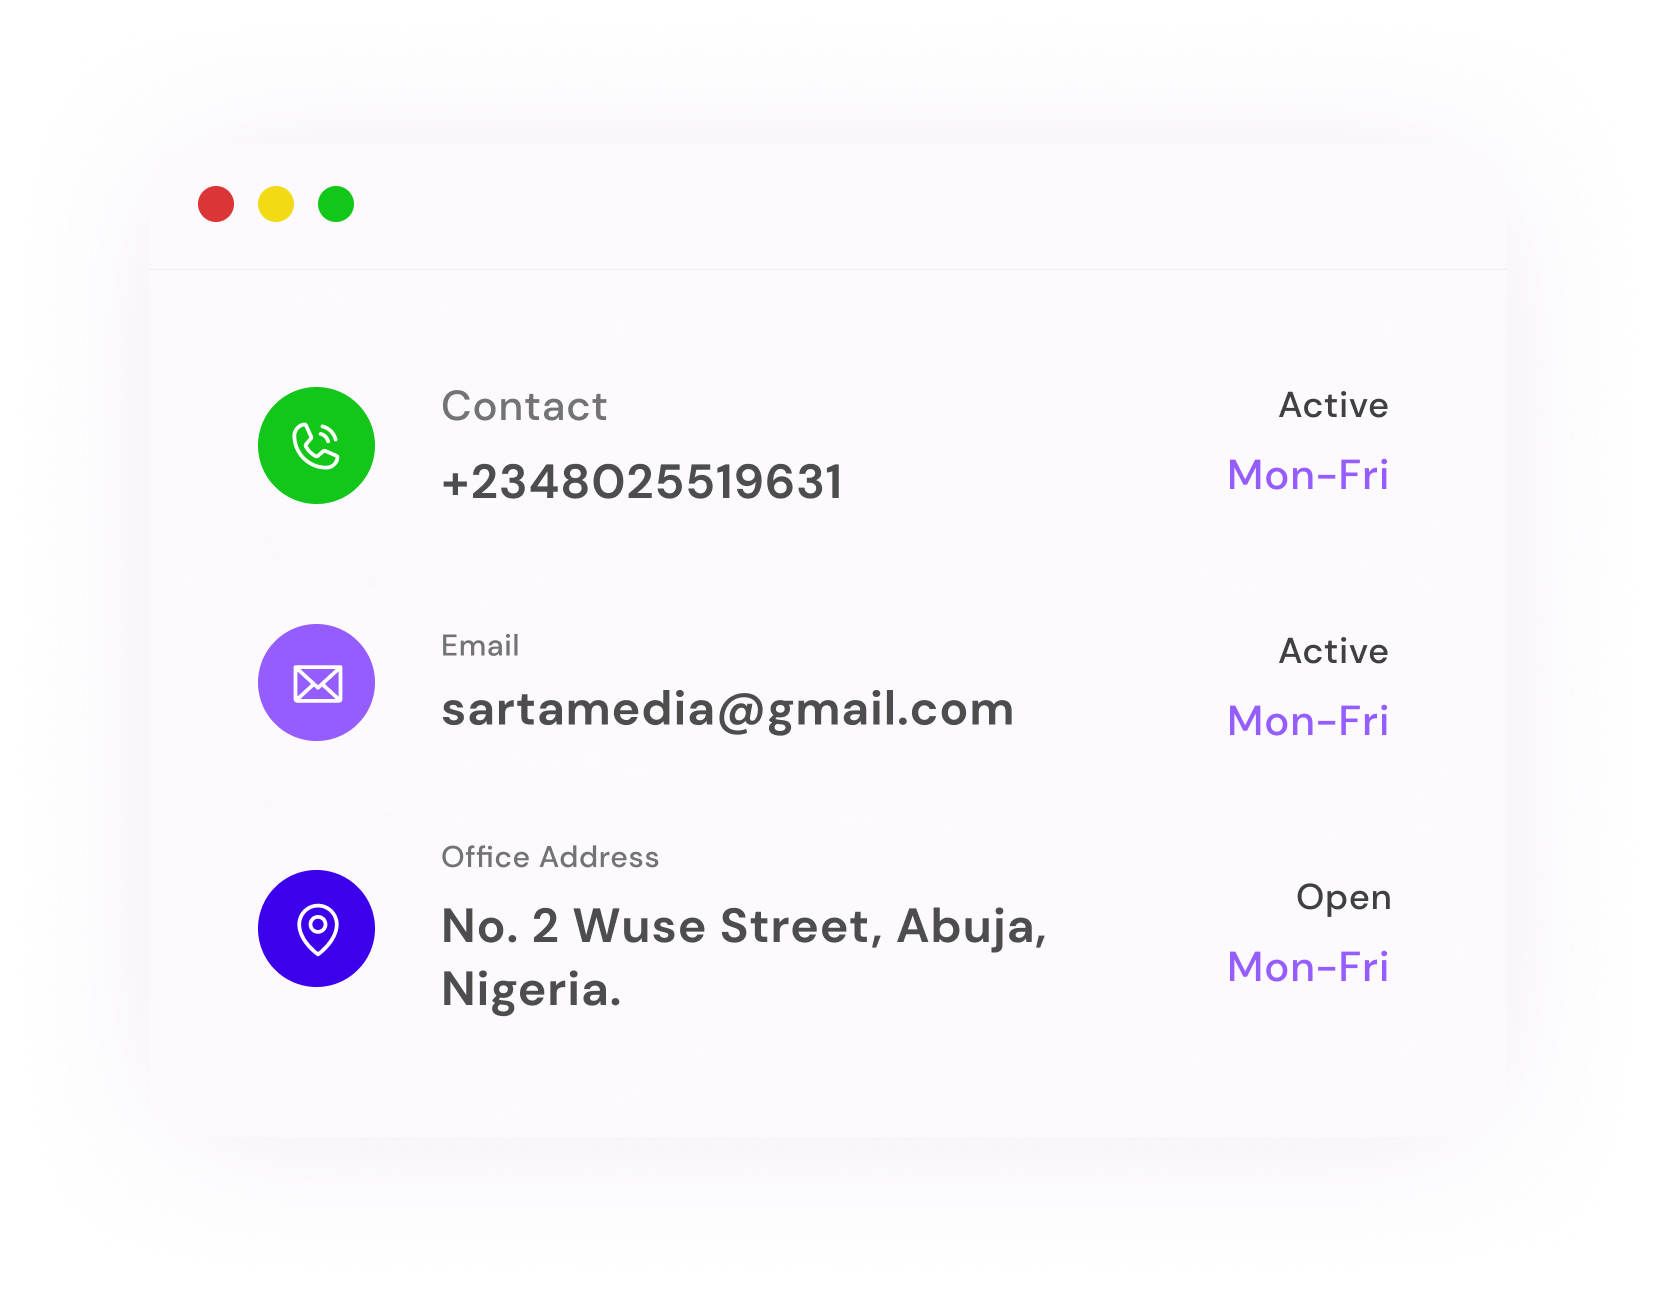 Contact
Active
+2348025519631
Mon-Fri
Email
Active
sartamedia@gmail.com
Mon-Fri
Office Address
Open
No. 2 Wuse Street, Abuja,
Mon-Fri
Nigeria.